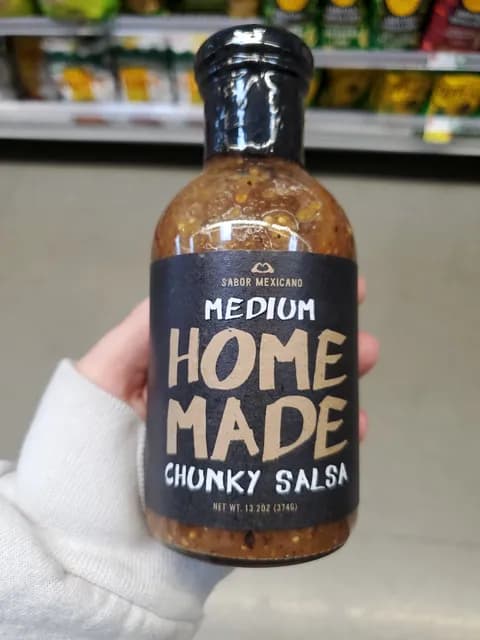 SABOR MEXICANO
MEDIUM
HOME
MADE
CHUNKY SALSA
NET WT. 13.2OZ (374G)